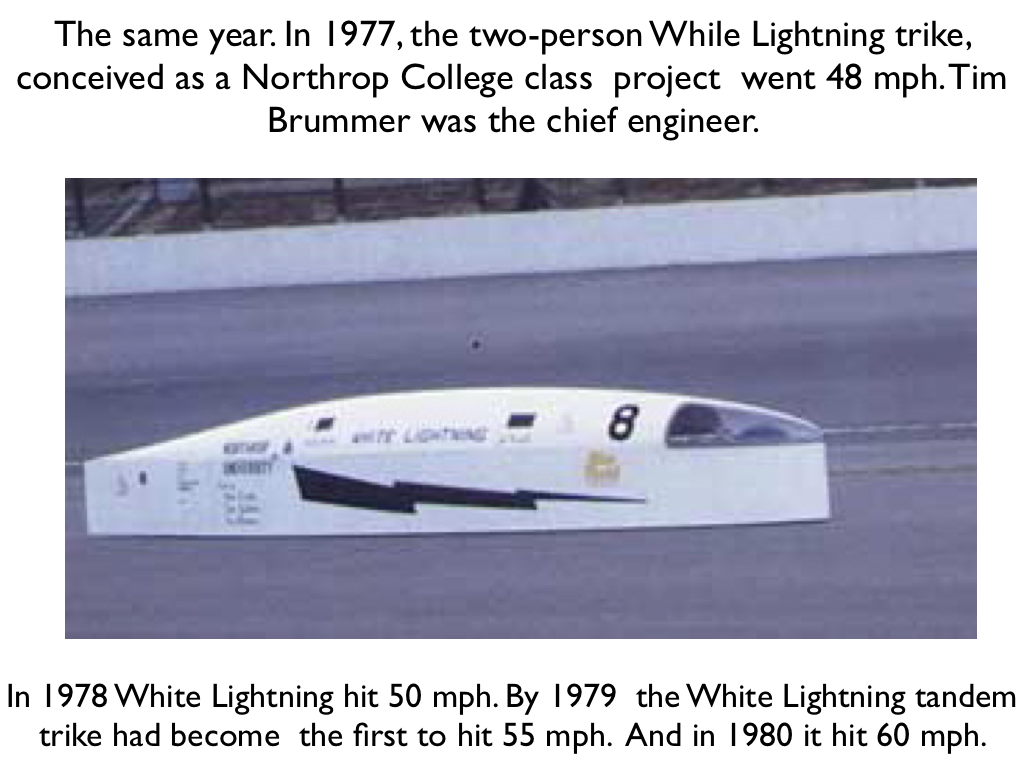 The same year. In 1977, the two-person While Lightning trike,
conceived as a Northrop College class project went 48 mph. Tim
Brummer was the chief engineer.
8
WHITE LIGHTNING
NORTHROP
UNIVERSITY
In 1978 White Lightning hit 50 mph. By 1979 the White Lightning tandem
trike had become the first to hit 55 mph. And in 1980 it hit 60 mph.